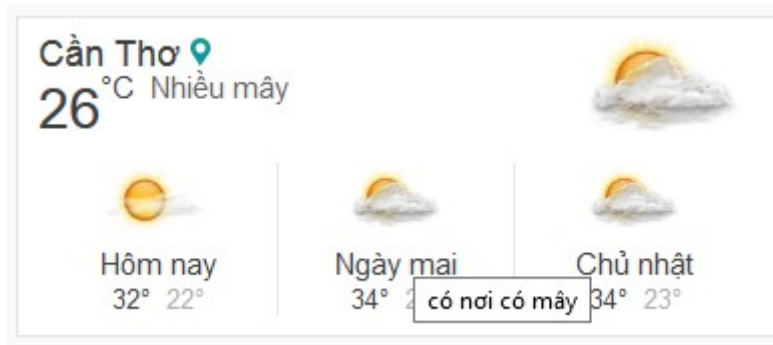 Cần Thơ
26°C Nhiều mây
Hôm nay
32° 22°
Ngày mai
34°
có nơi có mây
Chủ nhật
34° 23°